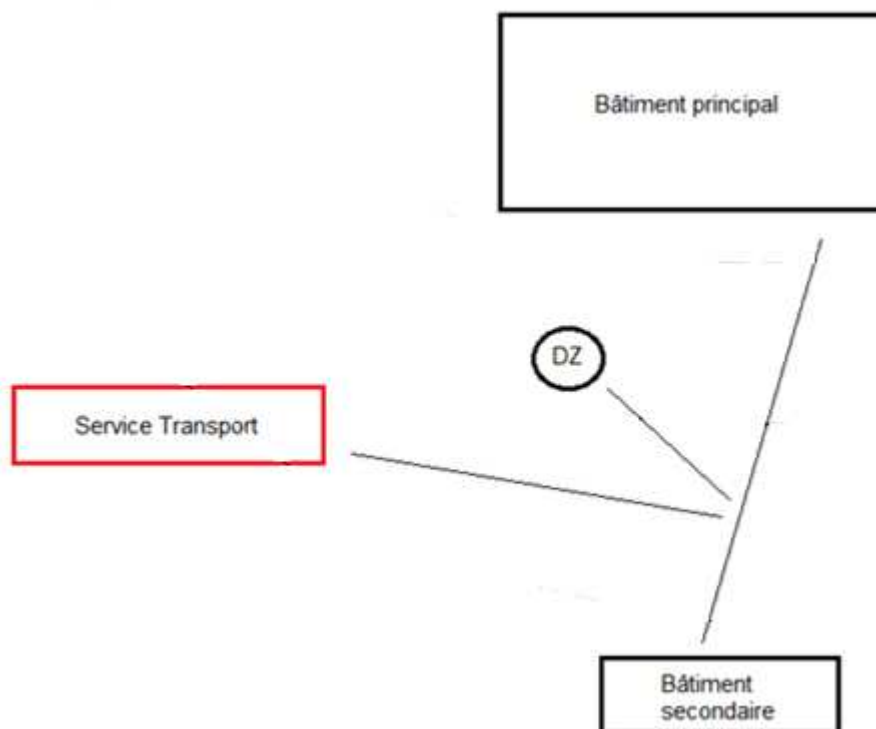 Bâtiment principal
DZ
Service Transport
Bâtiment
secondaire